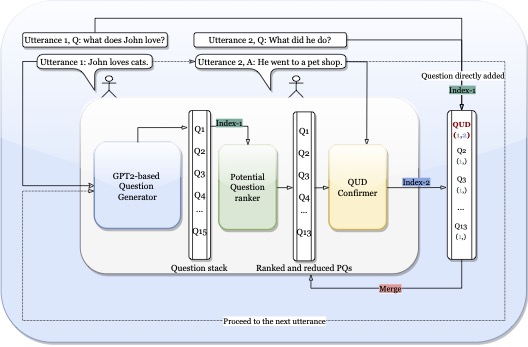 Utterance 1, Q: what does John love?
Utterance 2, Q: What did he do?
Utterance 1: John loves cats.
Utterance 2, A: He went to a pet shop.
Question directly added
Index-1
GPT2-based
Question
Generator
Q1
Q2
Q3
Q4
...
Q15
Question stack
Index-1
Potential
Question
ranker
Q1
Q2
Q3
Q4
...
Q13
Ranked and reduced PQs
QUD
Confirmer
Index-2
QUD
(1,2)
Q2
(1,)
Q3
(1,)
...
Q13
(1,)
Merge
Proceed to the next utterance